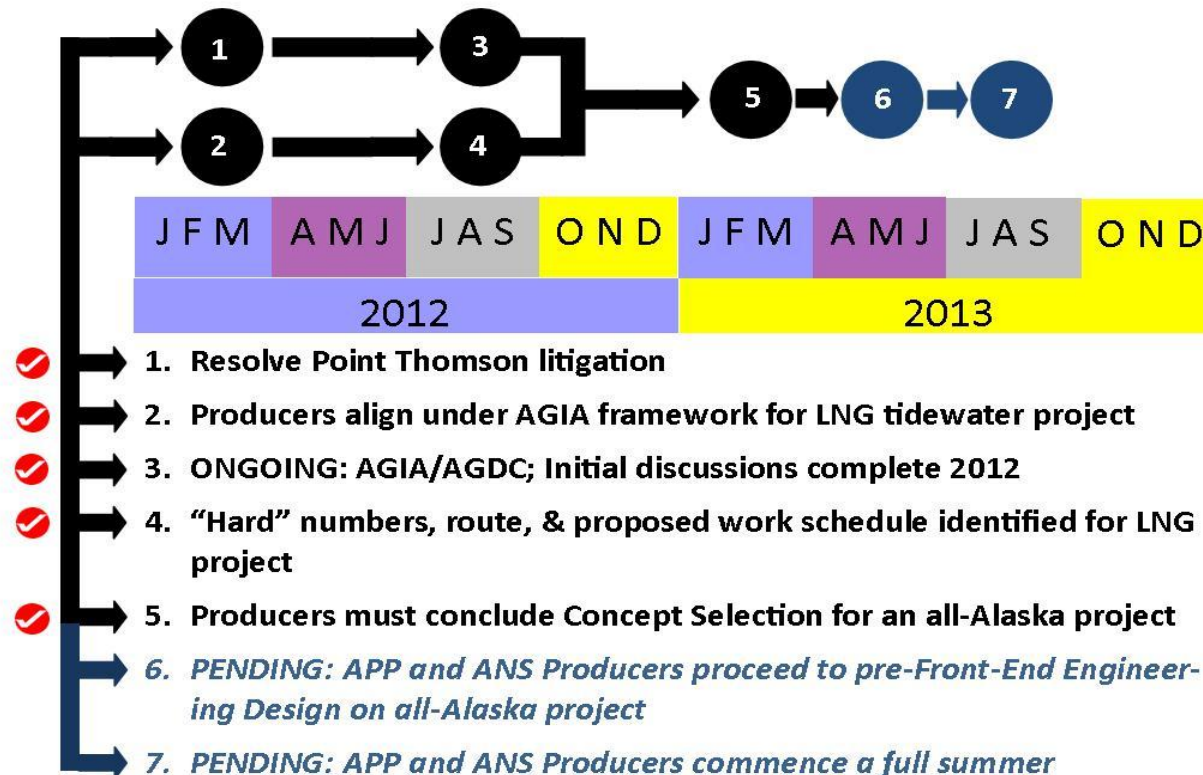 1 3
5 6 7
2 4
J F M A M J J A S O N D J F M A M J J A S O N D
2012 2013
1. Resolve Point Thomson litigation
2. Producers align under AGIA framework for LNG tidewater project
3. ONGOING: AGIA/AGDC; Initial discussions complete 2012
4. “Hard” numbers, route, & proposed work schedule identified for LNG
project
5. Producers must conclude Concept Selection for an all-Alaska project
6. PENDING: APP and ANS Producers proceed to pre-Front-End Engineer-
ing Design on all-Alaska project
7. PENDING: APP and ANS Producers commence a full summer